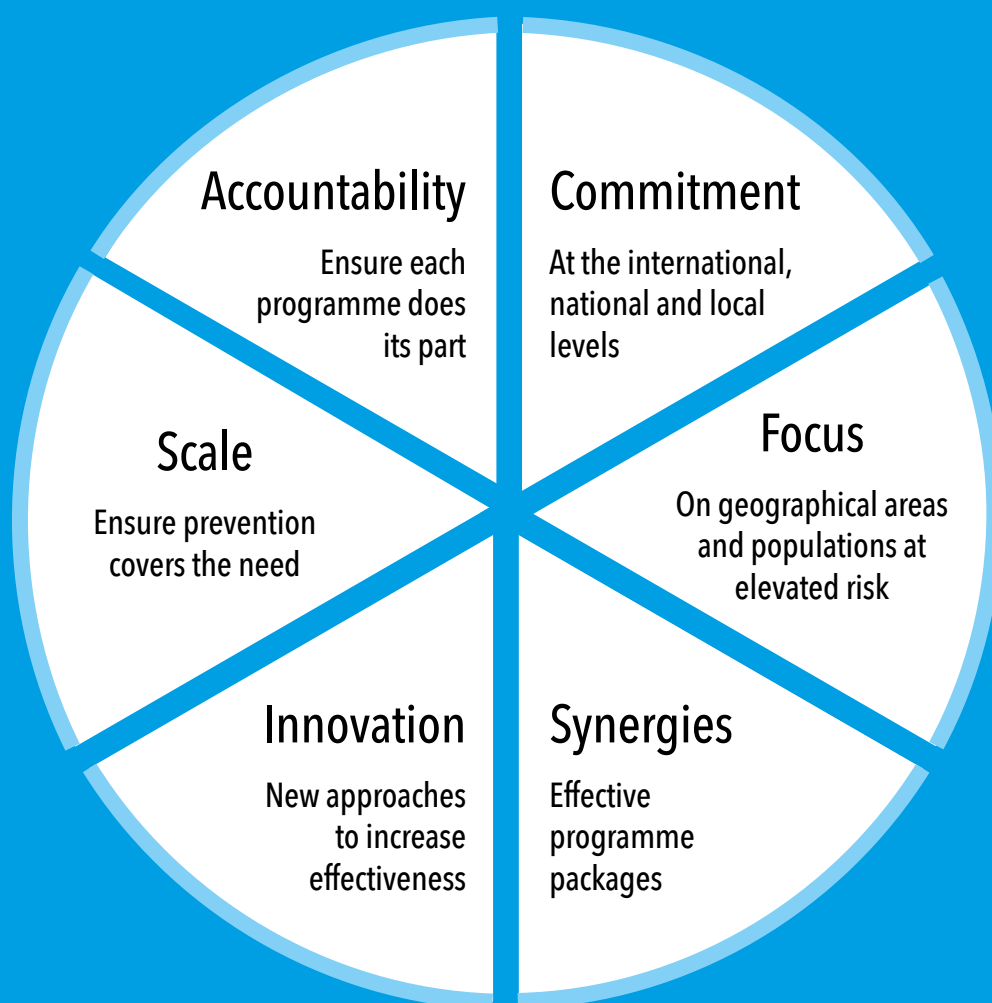 Accountability
Ensure each
programme does
its part
Commitment
At the international,
national and local
levels
Focus
On geographical areas
and populations at
elevated risk
Synergies
Effective
programme
packages
Innovation
New approaches
to increase
effectiveness
Scale
Ensure prevention
covers the need